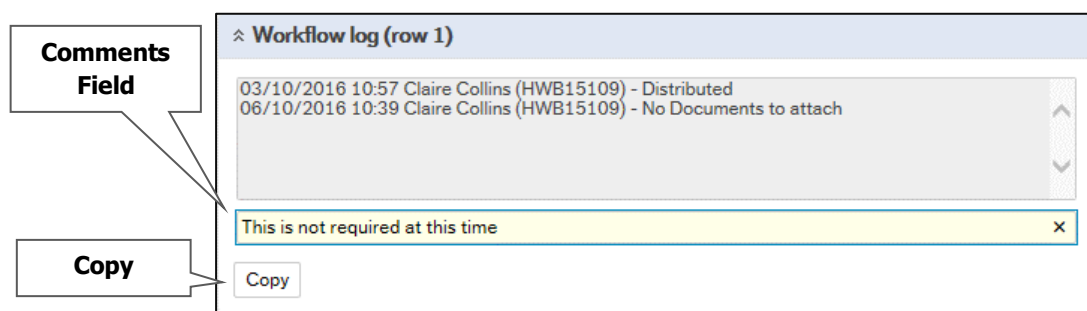 Workflow log (row 1)
Comments
Field
03/10/2016 10:57 Claire Collins (HWB15109) - Distributed
06/10/2016 10:39 Claire Collins (HWB15109) - No Documents to attach
This is not required at this time
Copy
Copy